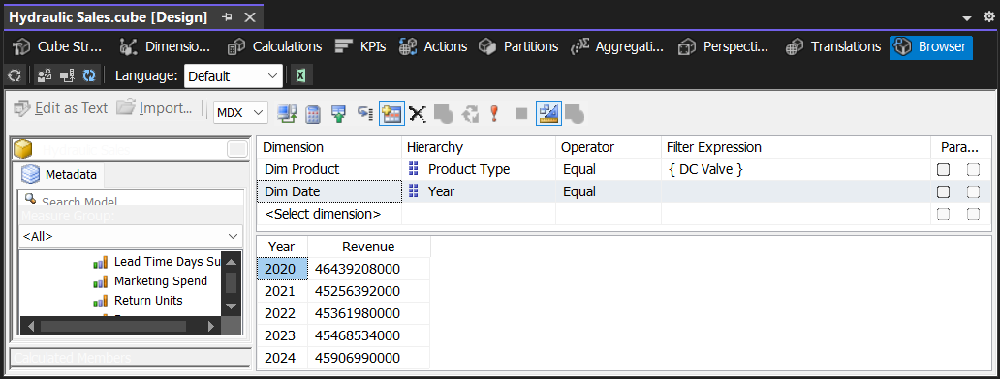 Hydraulic Sales.cube [Design]
Cube Str... Dimensio... Calculations KPIs Actions Partitions Aggregati... Perspecti... Translations Browser
Language: Default
Edit as Text Import... MDX
Metadata
Search Model
Measure Group:
<All>
Lead Time Days Su
Marketing Spend
Return Units
Calculated Members
Dimension Hierarchy Operator Filter Expression Para...
Dim Product Product Type Equal { DC Valve }
Dim Date Year Equal
<Select dimension>
Year Revenue
2020 46439208000
2021 45256392000
2022 45361980000
2023 45468534000
2024 45906990000